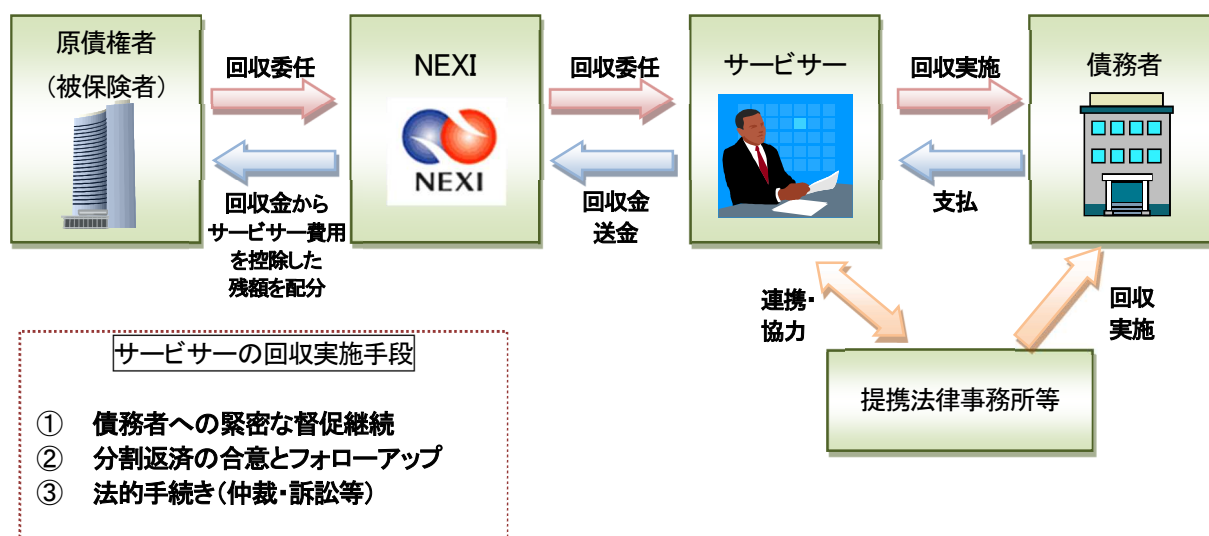 原債権者
（被保険者）
回収委任
回収金から
サービサー費用
を控除した
残額を配分
NEXI
NEXI
回収委任
回収金
送金
サービサー
回収実施
支払
債務者
連携・
協力
回収
実施
提携法律事務所等
サービサーの回収実施手段
① 債務者への緊密な督促継続
② 分割返済の合意とフォローアップ
③ 法的手続き（仲裁・訴訟等）